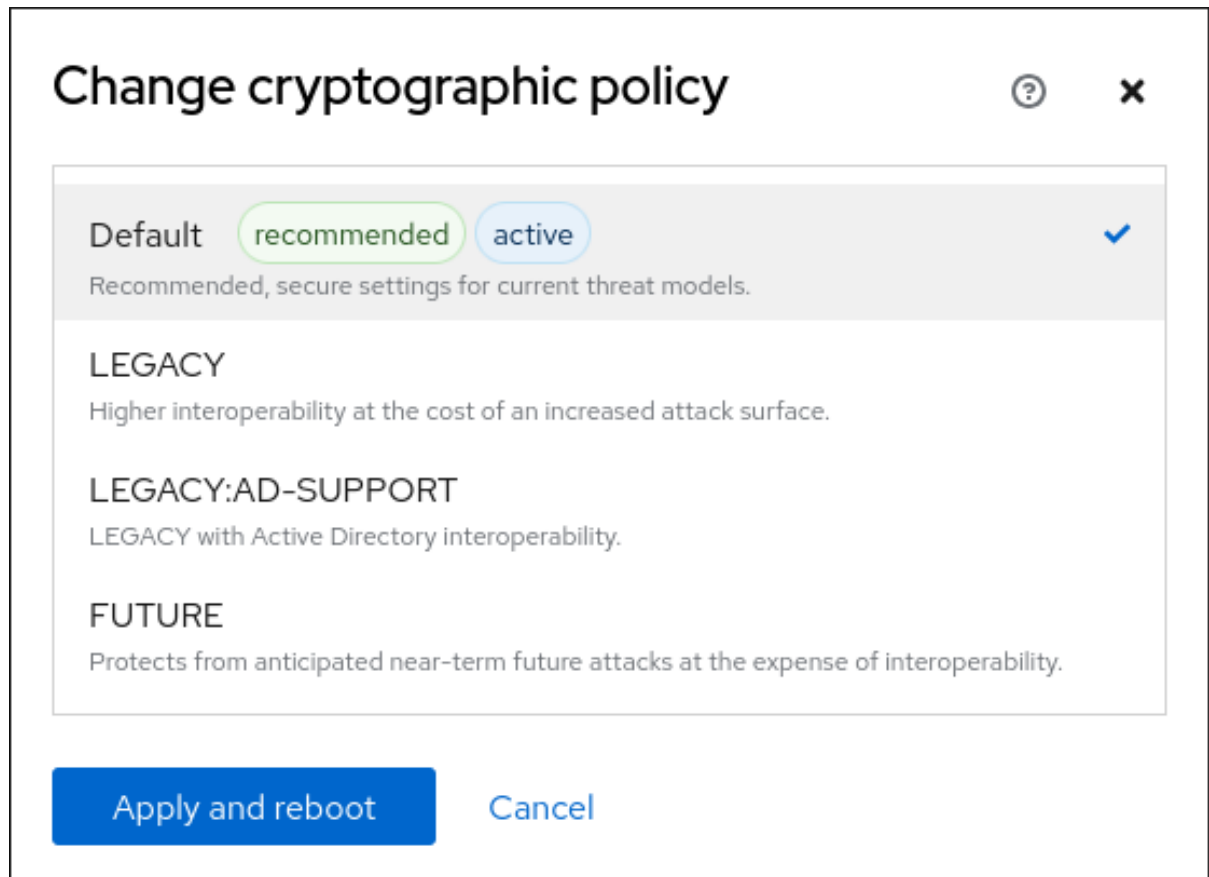 Change cryptographic policy
Default recommended active
Recommended, secure settings for current threat models.
LEGACY
Higher interoperability at the cost of an increased attack surface.
LEGACY:AD-SUPPORT
LEGACY with Active Directory interoperability.
FUTURE
Protects from anticipated near-term future attacks at the expense of interoperability.
Apply and reboot Cancel